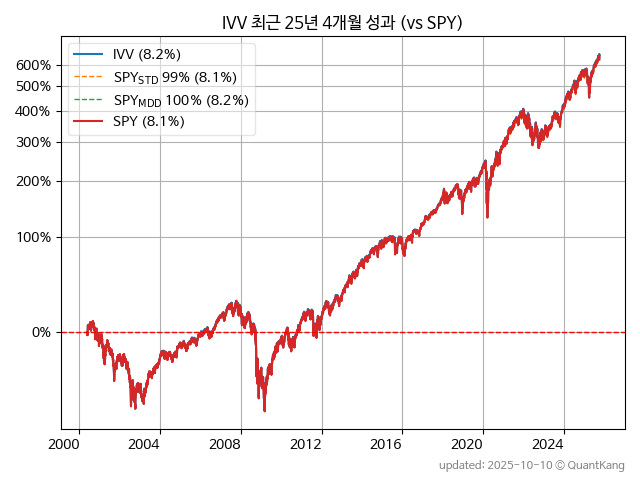 IVV 최근 25년 4개월 성과 (vs SPY)
IVV (8.2%)
SPY_STD 99% (8.1%)
SPY_MDD 100% (8.2%)
SPY (8.1%)
600%
500%
400%
300%
200%
100%
0%
2000 2004 2008 2012 2016 2020 2024
updated: 2025-10-10 © QuantKang